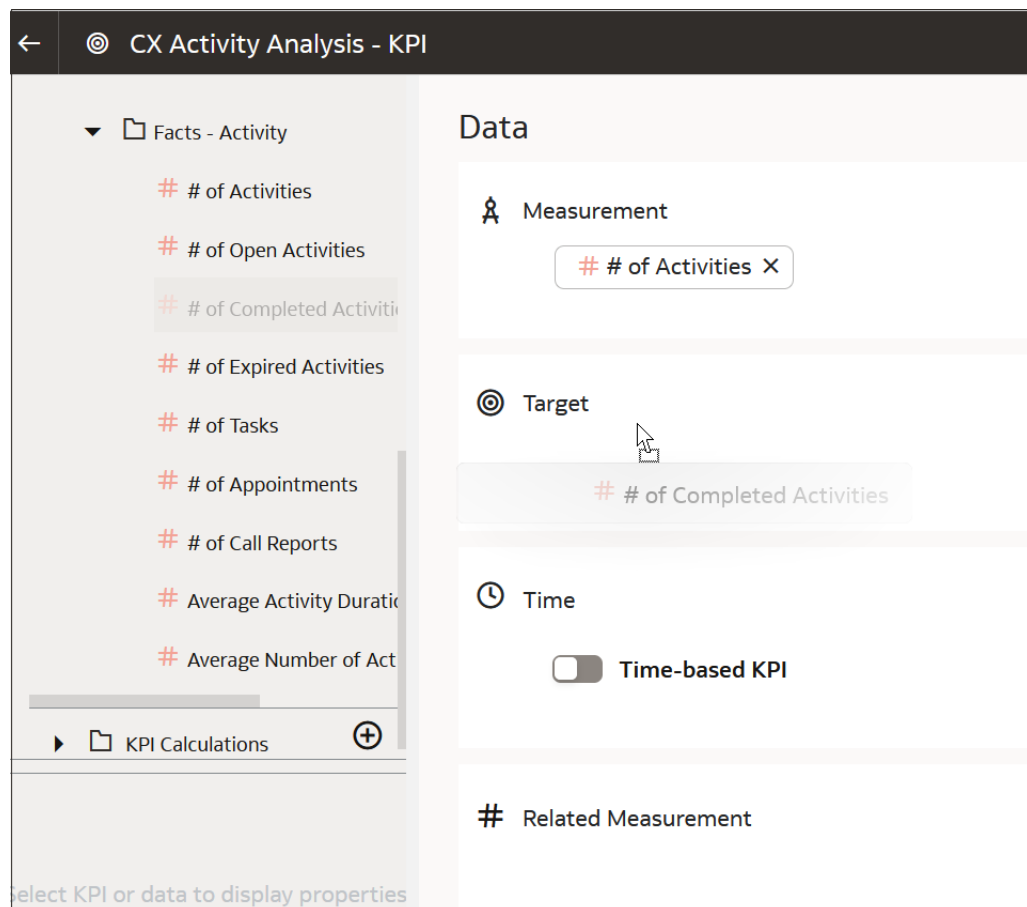 CX Activity Analysis - KPI
Facts - Activity
# of Activities
# of Open Activities
# of Completed Activitie
# of Expired Activities
# of Tasks
# of Appointments
# of Call Reports
Average Activity Duratio
Average Number of Act
KPI Calculations
Select KPI or data to display properties
Data
Measurement
# of Activities
Target
# of Completed Activities
Time
Time-based KPI
Related Measurement